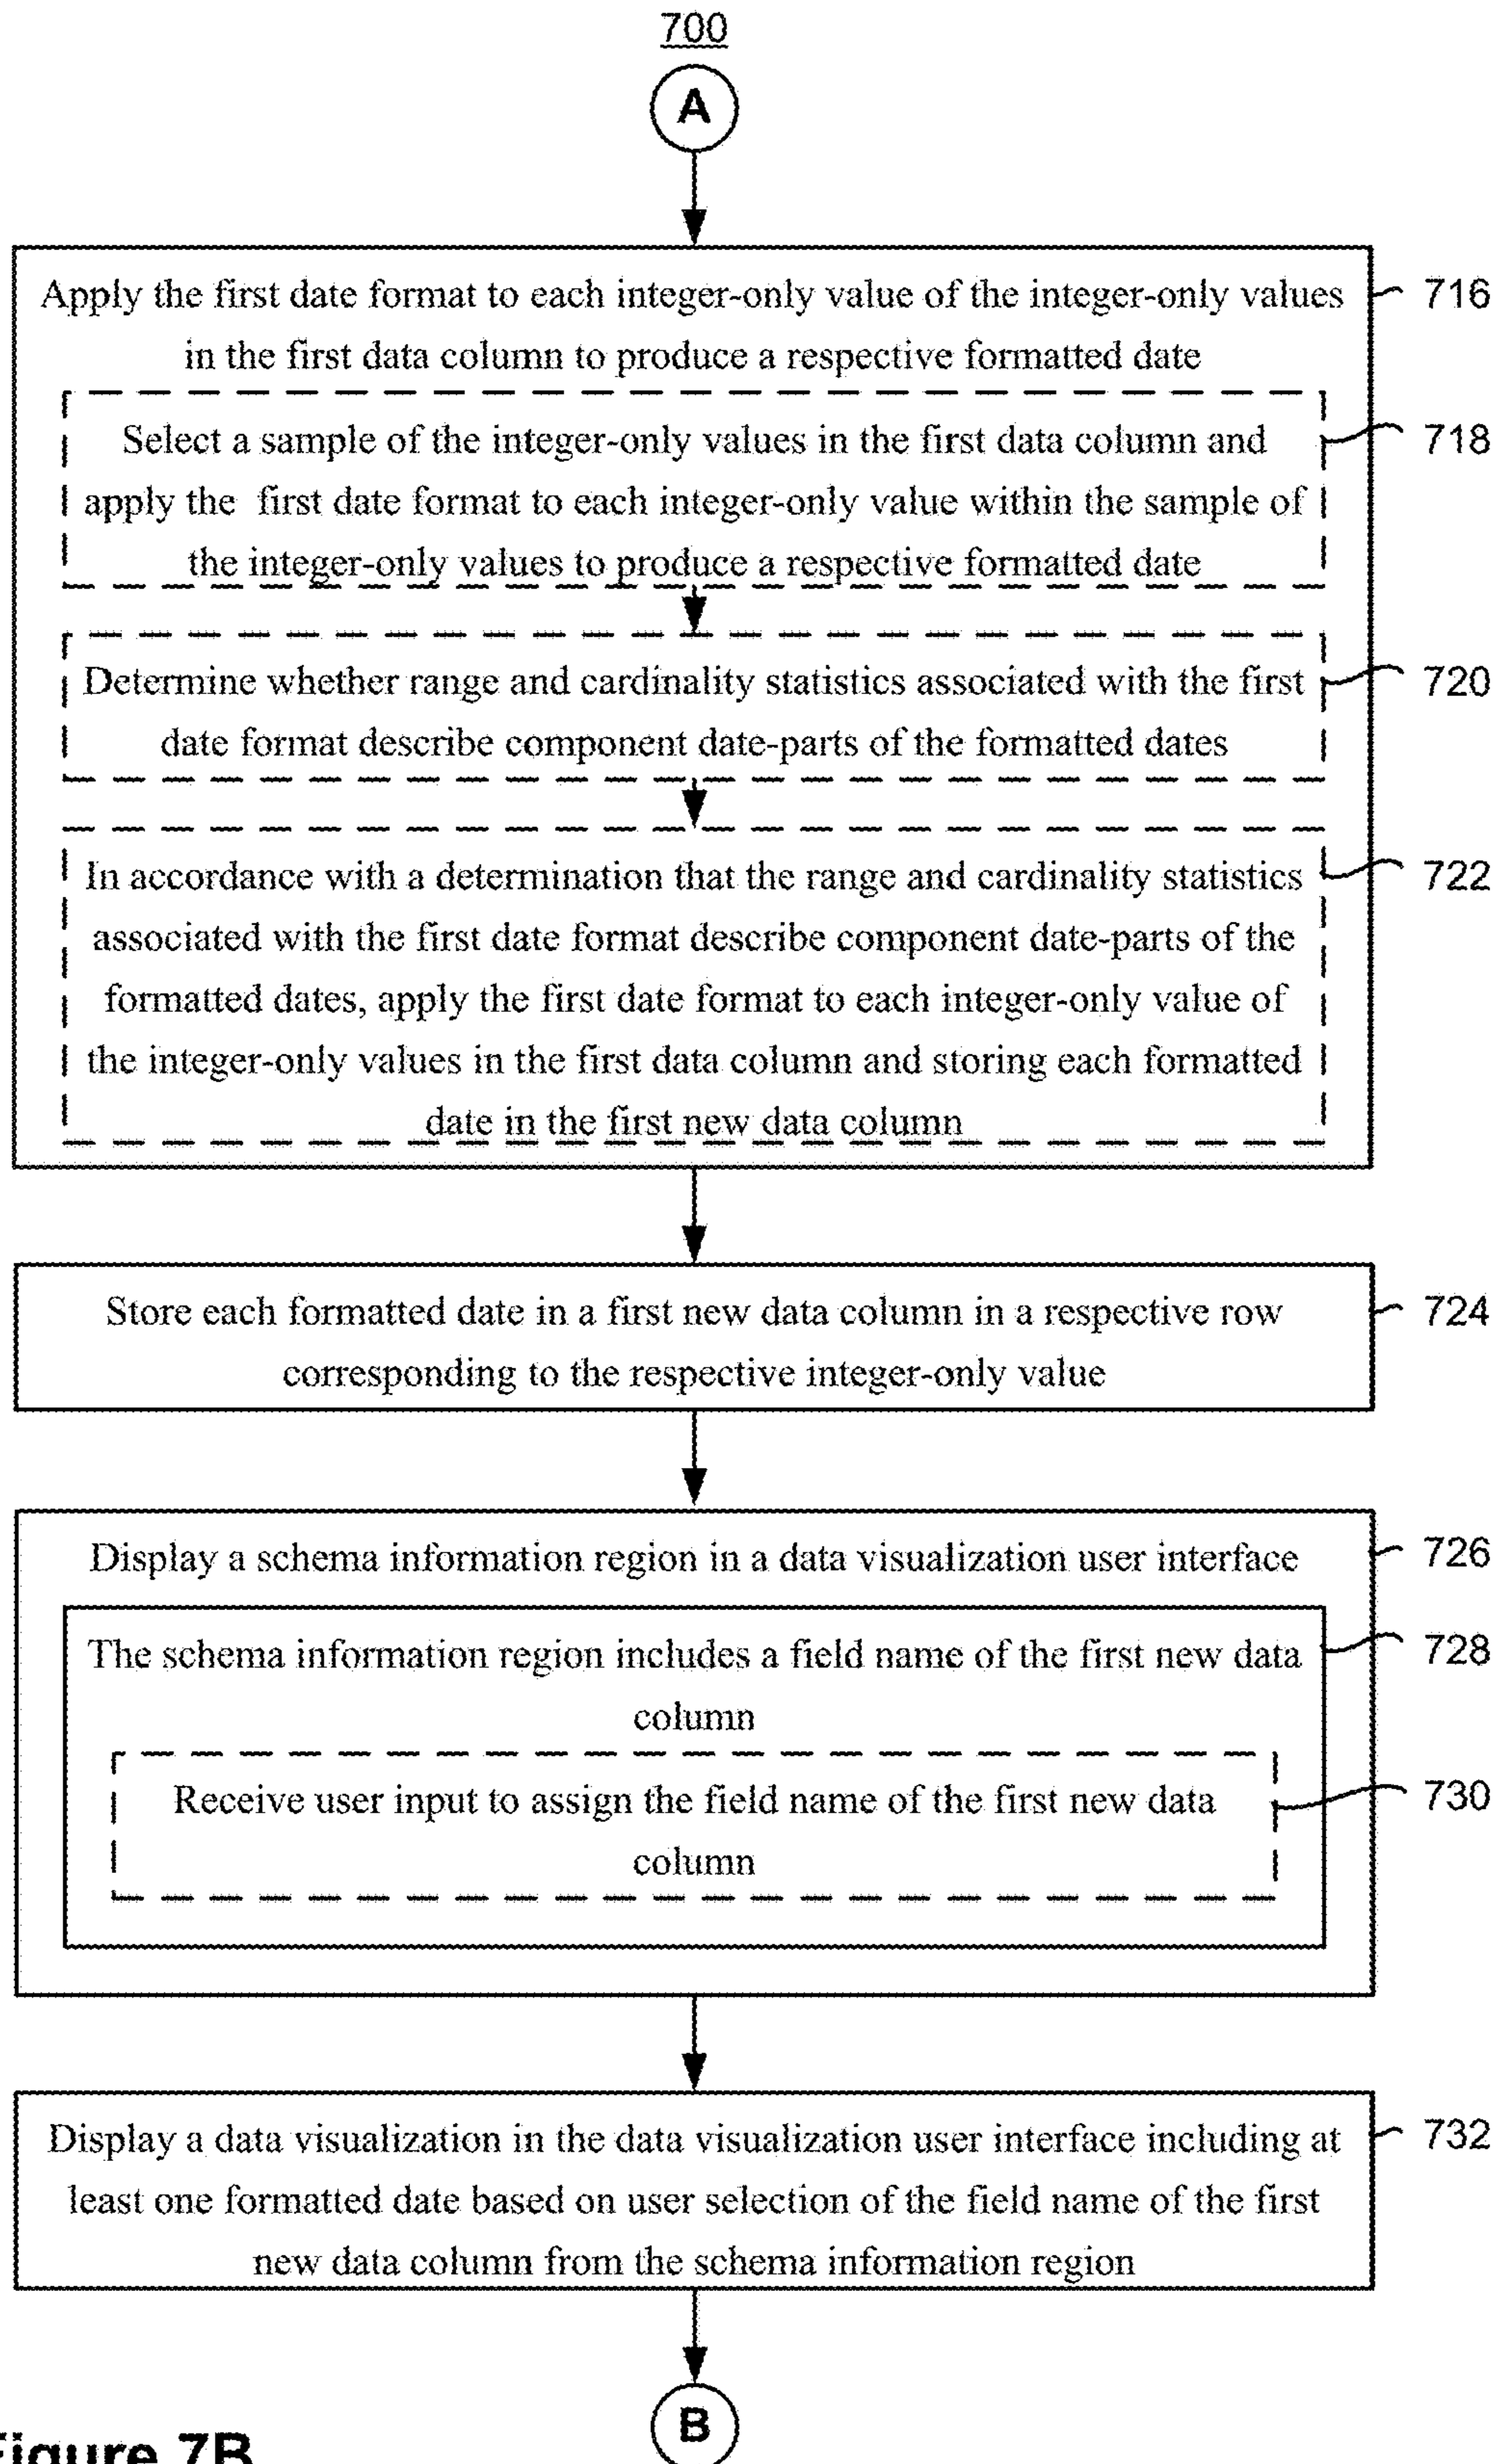 700
A
Apply the first date format to each integer-only value of the integer-only values
716
in the first data column to produce a respective formatted date
Select a sample of the integer-only values in the first data column and
718
apply the first date format to each integer-only value within the sample of
the integer-only values to produce a respective formatted date
Determine whether range and cardinality statistics associated with the first
720
date format describe component date-parts of the formatted dates
In accordance with a determination that the range and cardinality statistics
722
associated with the first date format describe component date-parts of the
formatted dates, apply the first date format to each integer-only value of
the integer-only values in the first data column and storing each formatted
date in the first new data column
Store each formatted date in a first new data column in a respective row
724
corresponding to the respective integer-only value
Display a schema information region in a data visualization user interface
726
The schema information region includes a field name of the first new data
728
column
Receive user input to assign the field name of the first new data
730
column
Display a data visualization in the data visualization user interface including at
732
least one formatted date based on user selection of the field name of the first
new data column from the schema information region
B
Figure 7B